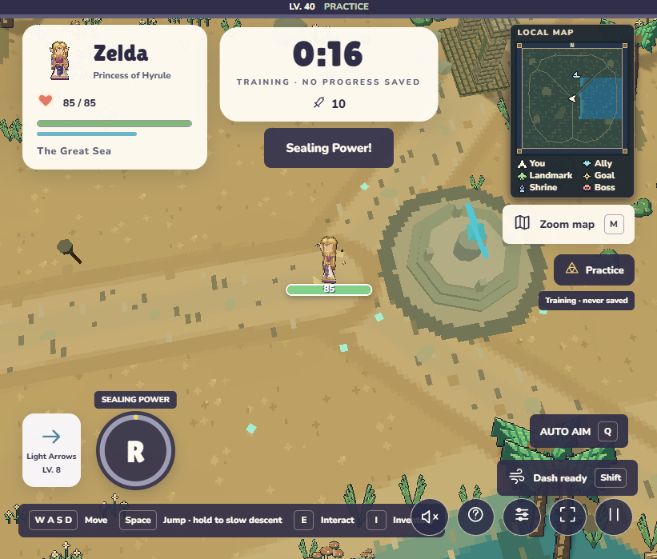 LV. 40 PRACTICE
Zelda
Princess of Hyrule
85 / 85
The Great Sea
0:16
TRAINING · NO PROGRESS SAVED
10
Sealing Power!
LOCAL MAP
N
You
Ally
Landmark
Goal
Shrine
Boss
Zoom map M
Practice
Training · never saved
85
SEALING POWER
R
Light Arrows
LV. 8
AUTO AIM Q
Dash ready Shift
W A S D Move Space Jump · hold to slow descent E Interact I